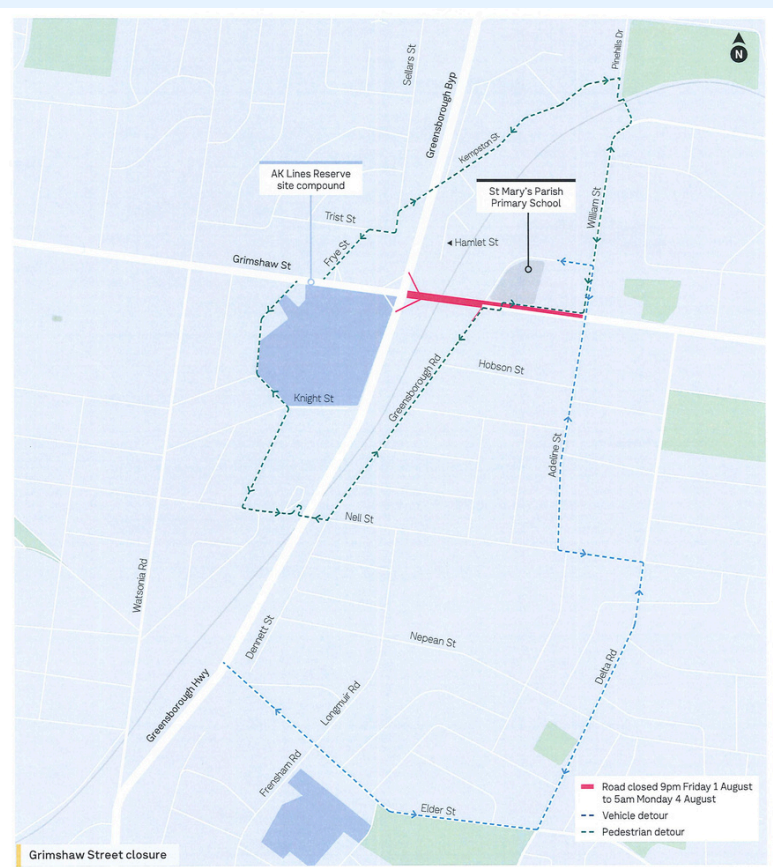 Pinehills Dr
N
Sellars St
Greensborough Byp
Kempston St
AK Lines Reserve
site compound
St Mary's Parish
Primary School
William St
Trist St
Frye St
Hamlet St
Grimshaw St
Hobson St
Greensborough Rd
Knight St
Adeline St
Nell St
Watsonia Rd
Dennett St
Nepean St
Delta Rd
Greensborough Hwy
Longmuir Rd
Frensham Rd
Elder St
Road closed 9pm Friday 1 August
to 5am Monday 4 August
Vehicle detour
Pedestrian detour
Grimshaw Street closure